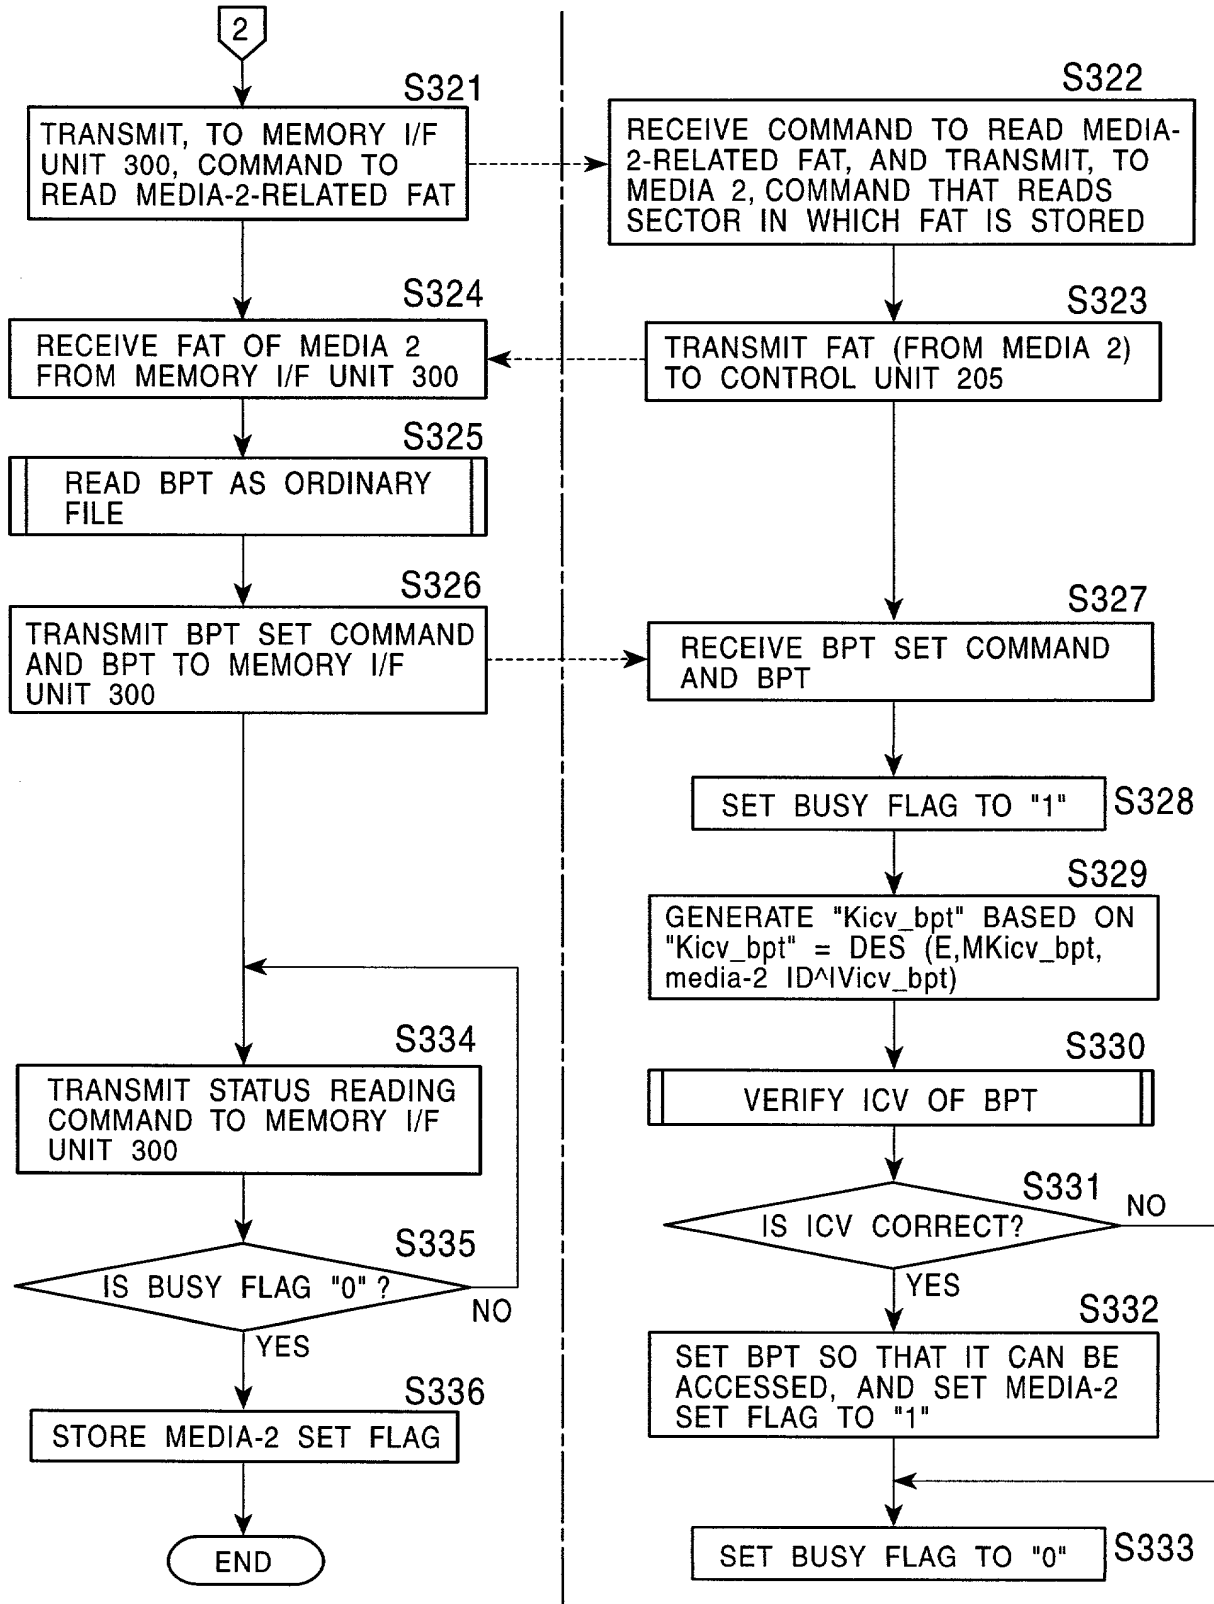 2
S321
TRANSMIT, TO MEMORY I/F
UNIT 300, COMMAND TO
READ MEDIA-2-RELATED FAT
S322
RECEIVE COMMAND TO READ MEDIA-
2-RELATED FAT, AND TRANSMIT, TO
MEDIA 2, COMMAND THAT READS
SECTOR IN WHICH FAT IS STORED
S324
RECEIVE FAT OF MEDIA 2
FROM MEMORY I/F UNIT 300
S323
TRANSMIT FAT (FROM MEDIA 2)
TO CONTROL UNIT 205
S325
READ BPT AS ORDINARY
FILE
S326
TRANSMIT BPT SET COMMAND
AND BPT TO MEMORY I/F
UNIT 300
S327
RECEIVE BPT SET COMMAND
AND BPT
SET BUSY FLAG TO "1"
S328
S329
GENERATE "Kicv_bpt" BASED ON
"Kicv_bpt" = DES (E,MKicv_bpt,
media-2 ID^IVicv_bpt)
S334
TRANSMIT STATUS READING
COMMAND TO MEMORY I/F
UNIT 300
S330
VERIFY ICV OF BPT
S331
IS ICV CORRECT?
NO
YES
S335
IS BUSY FLAG "0" ?
NO
YES
S332
SET BPT SO THAT IT CAN BE
ACCESSED, AND SET MEDIA-2
SET FLAG TO "1"
S336
STORE MEDIA-2 SET FLAG
END
SET BUSY FLAG TO "0"
S333